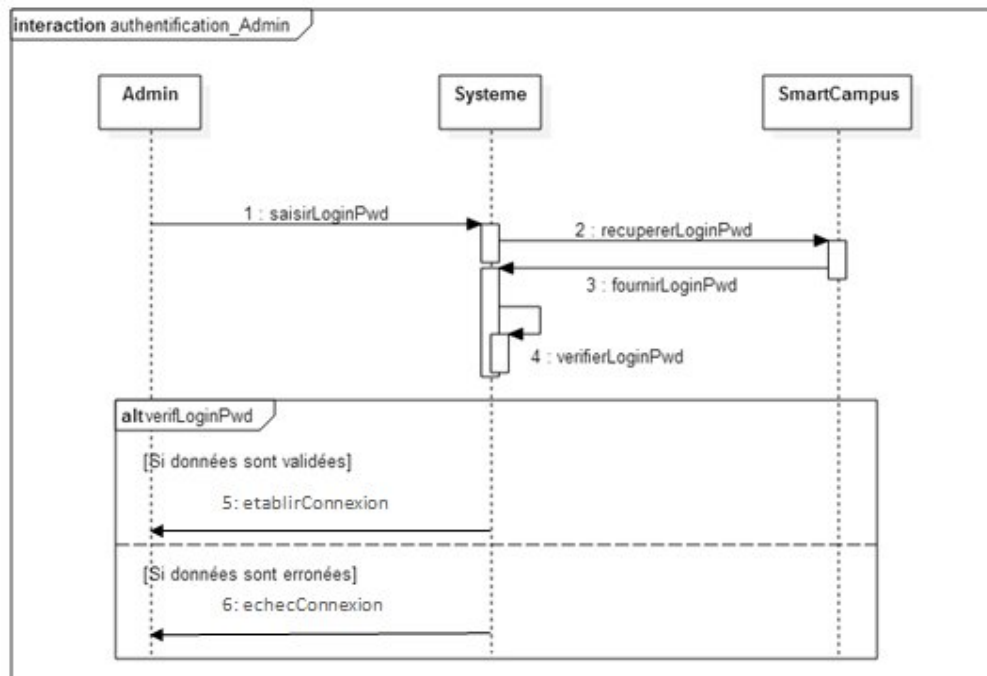 interaction authentification_Admin
Admin
Systeme
SmartCampus
1 : saisirLoginPwd
2 : recupererLoginPwd
3 : fournirLoginPwd
4 : verifierLoginPwd
alt verifLoginPwd
[Si données sont validées]
5: etablirConnexion
[Si données sont erronées]
6: echecConnexion